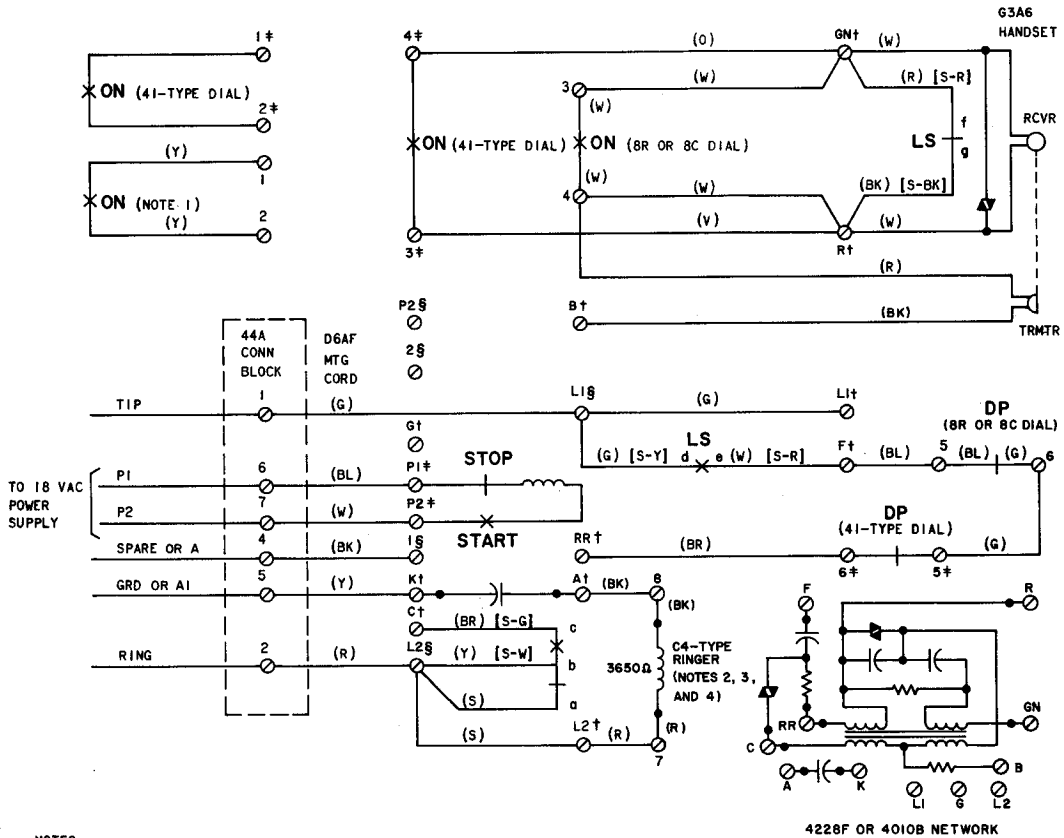 G3A6
HANDSET
1‡
4‡
(O)
GN†
(W)
ON (41-TYPE DIAL)
3
(W)
(R) [S-R]
(W)
2‡
RCVR
ON (41-TYPE DIAL)
ON (8R OR 8C DIAL)
LS
f
g
(Y)
1
ON (NOTE 1)
(W)
4
(W)
(BK) [S-BK]
2
(Y)
(V)
(W)
3‡
R†
(R)
P2§
B†
(BK)
TRMTR
44A
CONN
BLOCK
D6AF
MTG
CORD
2§
TIP
1
(G)
L1§
(G)
L1†
DP
(8R OR 8C DIAL)
G†
LS
(G) [S-Y] d e (W) [S-R]
F†
(BL)
5
(BL)
(G)
6
TO 18 VAC
POWER
SUPPLY
P1
6
(BL)
P1‡
STOP
P2
7
(W)
P2‡
START
DP
(41-TYPE DIAL)
SPARE OR A
4
(BK)
1§
RR†
(BR)
6‡
5‡
(G)
GRD OR A1
5
(Y)
K†
A†
(BK)
8
(BK)
C†
(BR) [S-G]
c
F
R
RING
2
(R)
L2§
(Y) [S-W]
b
3650Ω
C4-TYPE
RINGER
(NOTES 2, 3,
AND 4)
(S)
a
(S)
L2†
(R)
(R)
7
RR
GN
C
B
A
K
L1
G
L2
4228F OR 4010B NETWORK
NOTES